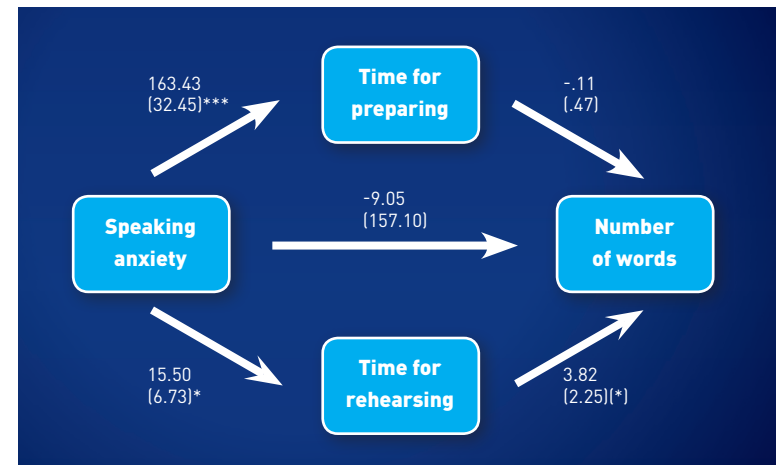 163.43
(32.45)***
Time for
preparing
-.11
(.47)
Speaking
anxiety
-9.05
(157.10)
Number
of words
15.50
(6.73)*
Time for
rehearsing
3.82
(2.25)(*)